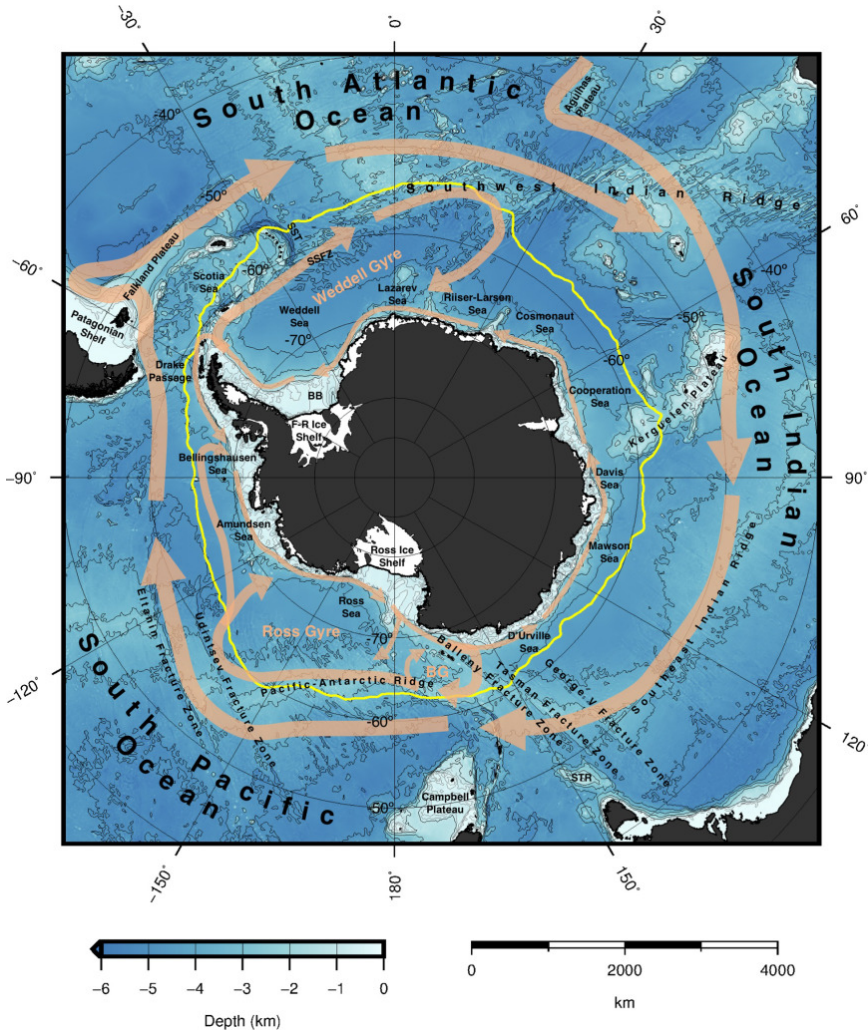 −30°
0°
30°
South Atlantic
Ocean
Agulhas
Plateau
−40°
−50°
Southwest Indian Ridge
60°
−60°
Falkland Plateau
SST
SSFZ
Scotia
Sea
−60°
Weddell Gyre
Lazarev
Sea
Riiser-Larsen
Sea
Cosmonaut
Sea
−40°
−50°
−60°
South Indian
Ocean
Patagonian
Shelf
Weddell
Sea
−70°
Drake
Passage
BB
F-R Ice
Shelf
Cooperation
Sea
Kerguelen Plateau
−90°
Bellingshausen
Sea
Davis
Sea
90°
Amundsen
Sea
Ross Ice
Shelf
Mawson
Sea
Southeast Indian Ridge
Ross
Sea
Ross Gyre
−70°
D'Urville
Sea
BG
Balleny Fracture Zone
Tasman Fracture Zone
George V Fracture Zone
Eltanin Fracture Zone
Udintsev Fracture Zone
Pacific-Antarctic Ridge
−60°
−120°
South Pacific
Ocean
120
STR
Campbell
Plateau
−50°
−150°
180°
150°
−6 −5 −4 −3 −2 −1 0
Depth (km)
0 2000 4000
km